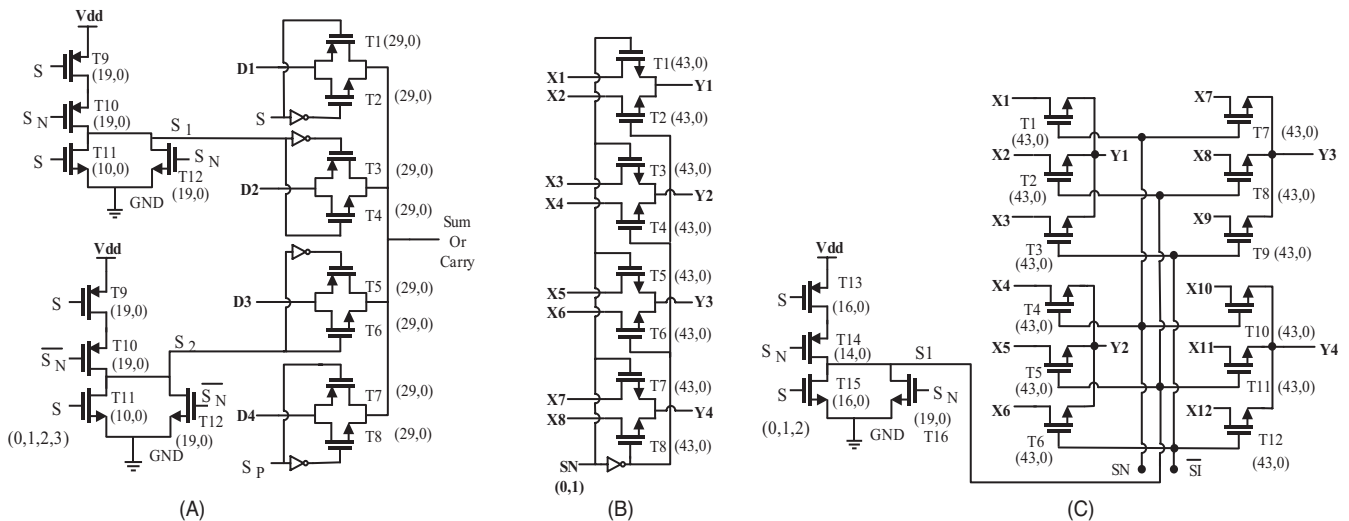 Vdd
S
T9
(19,0)
S_N
T10
(19,0)
S_1
S
T11
(10,0)
S_N
T12
(19,0)
GND
Vdd
S
T9
(19,0)
S̅_N̅
T10
(19,0)
S_2
S
T11
(10,0)
S̅_N̅
T12
(19,0)
(0,1,2,3)
GND
T1(29,0)
D1
T2
(29,0)
S
T3
(29,0)
D2
T4
(29,0)
Sum
Or
Carry
T5
(29,0)
D3
T6
(29,0)
T7
(29,0)
D4
T8
(29,0)
S_P
(A)
T1(43,0)
X1
X2
Y1
T2 (43,0)
T3
(43,0)
X3
X4
Y2
T4
(43,0)
T5
(43,0)
X5
X6
Y3
T6
(43,0)
T7
(43,0)
X7
X8
Y4
T8
(43,0)
SN
(0,1)
(B)
Vdd
S
T13
(16,0)
S_N
T14
(14,0)
S1
S
T15
(16,0)
S_N
(19,0)
T16
(0,1,2)
GND
X1
T1
(43,0)
X2
Y1
T2
(43,0)
X3
T3
(43,0)
X4
T4
(43,0)
X5
Y2
T5
(43,0)
X6
T6
(43,0)
SN
S̅I̅
X7
T7
(43,0)
X8
Y3
T8
(43,0)
X9
T9 (43,0)
X10
T10
(43,0)
X11
Y4
T11
(43,0)
X12
T12
(43,0)
(C)